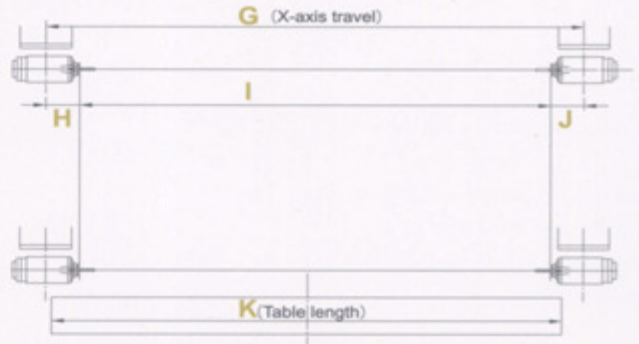 G (X-axis travel)
H I J
K (Table length)